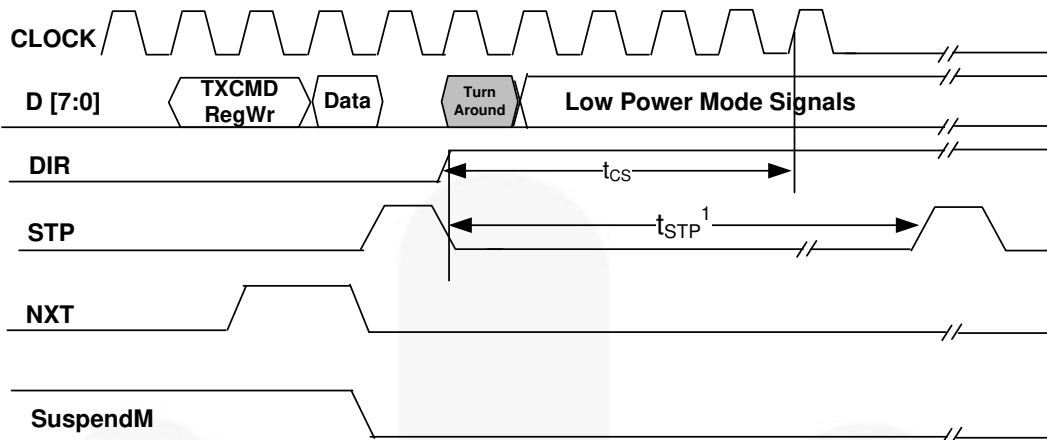 CLOCK
D [7:0]
TXCMD
RegWr
Data
Turn
Around
Low Power Mode Signals
DIR
tCS
STP
tSTP1
NXT
SuspendM